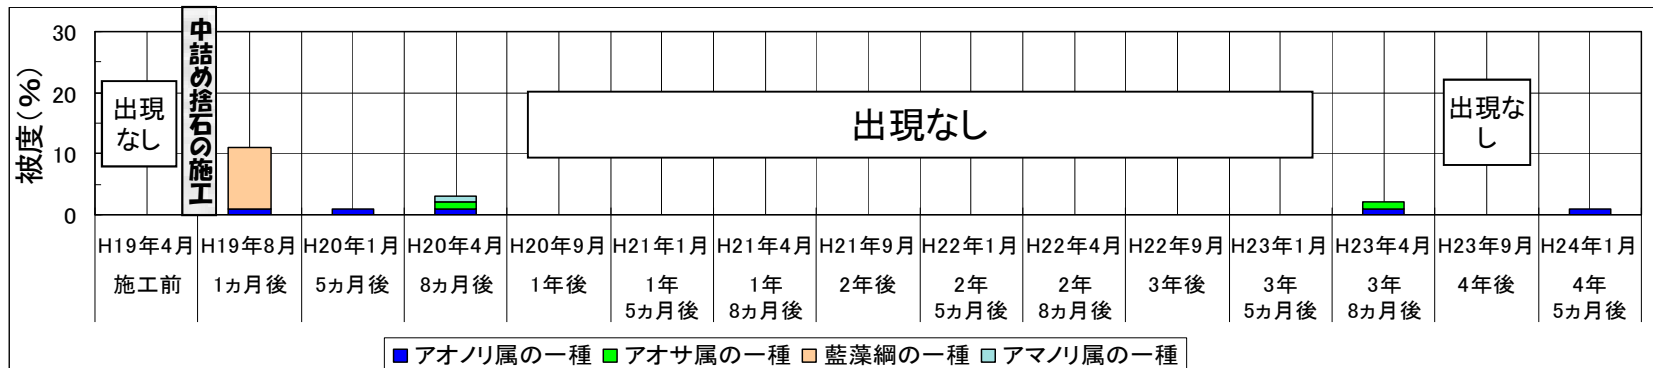 被度(%)
30
20
10
0
出現
なし
中詰め捨石の施工
出現なし
出現な
し
H19年4月 H19年8月 H20年1月 H20年4月 H20年9月 H21年1月 H21年4月 H21年9月 H22年1月 H22年4月 H22年9月 H23年1月 H23年4月 H23年9月 H24年1月
施工前 1ヵ月後 5ヵ月後 8ヵ月後 1年後 1年 1年 2年後 2年 2年 3年後 3年 3年 4年後 4年
5ヵ月後 8ヵ月後 5ヵ月後 8ヵ月後 5ヵ月後 8ヵ月後 5ヵ月後
アオノリ属の一種 アオサ属の一種 藍藻綱の一種 アマノリ属の一種